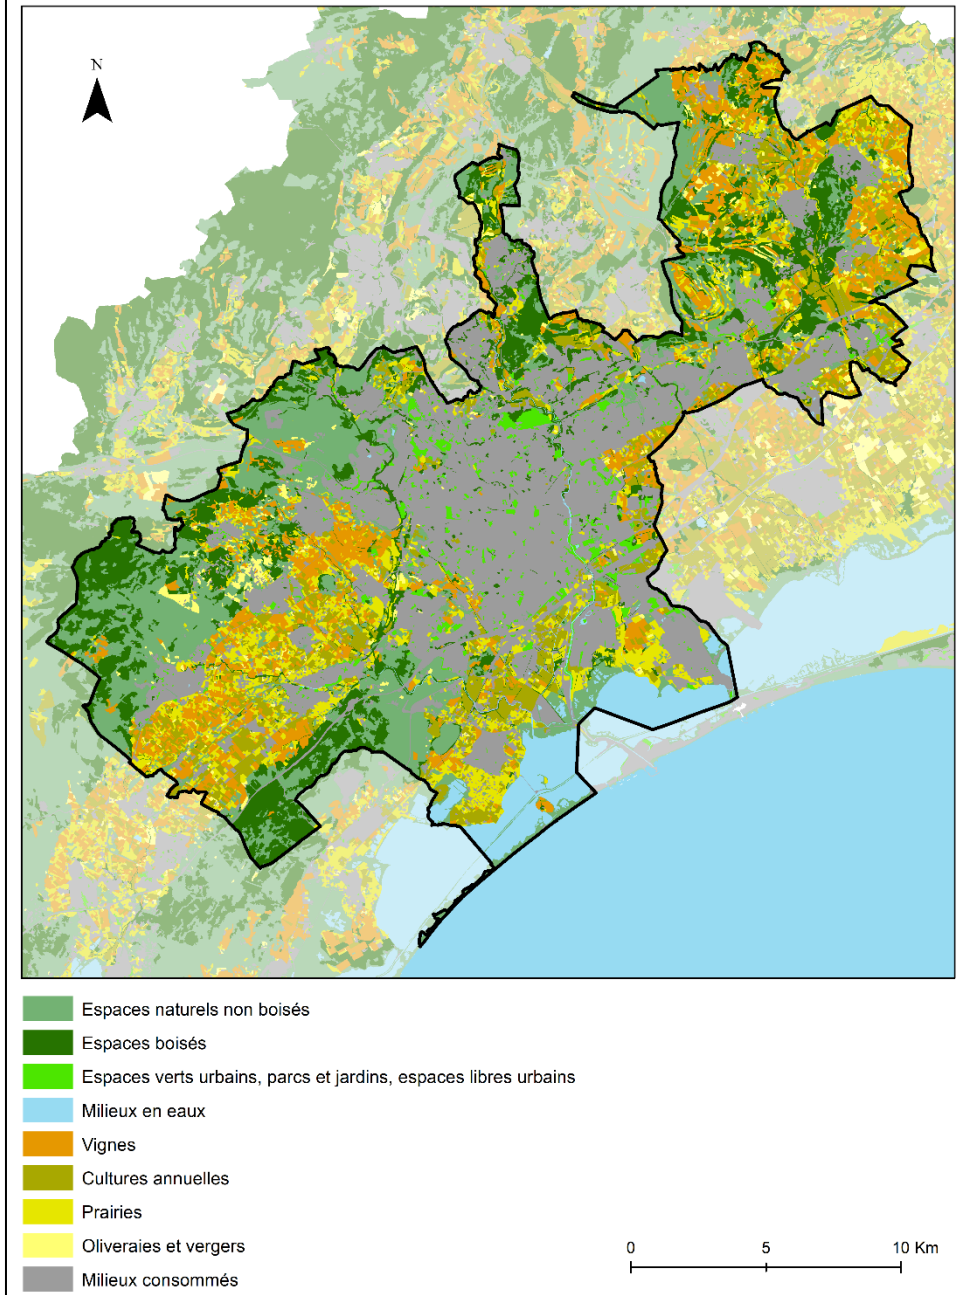 N
Espaces naturels non boisés
Espaces boisés
Espaces verts urbains, parcs et jardins, espaces libres urbains
Milieux en eaux
Vignes
Cultures annuelles
Prairies
Oliveraies et vergers
Milieux consommés
0 5 10 Km